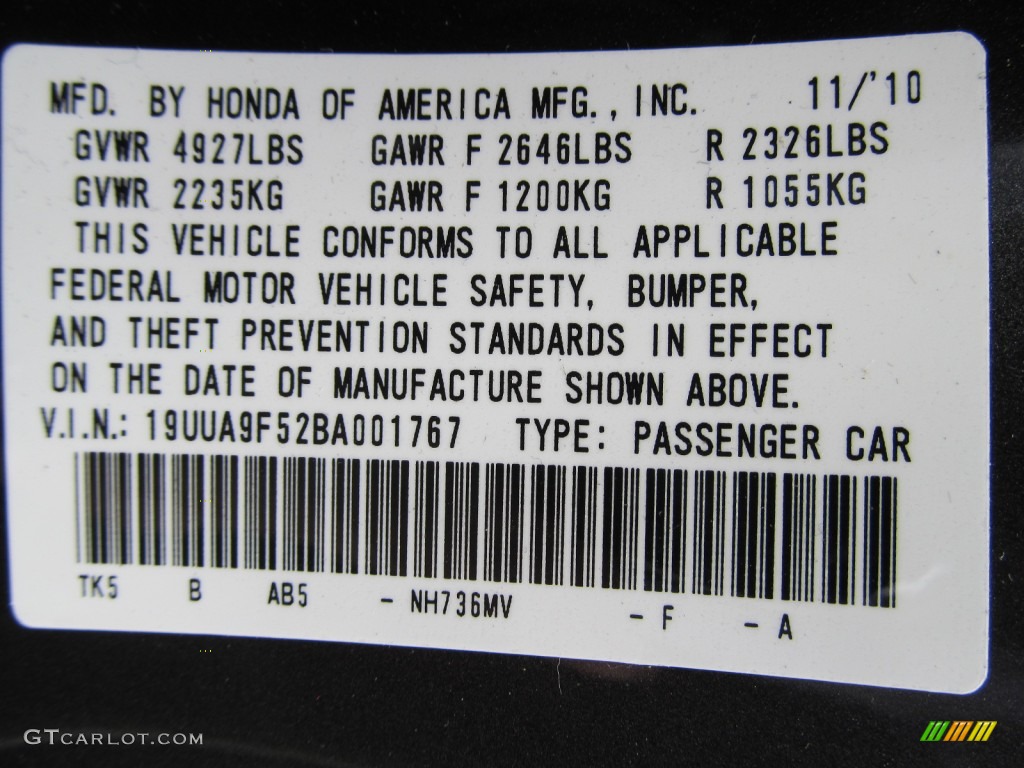 MFD. BY HONDA OF AMERICA MFG., INC. 11/'10
GVWR 4927LBS GAWR F 2646LBS R 2326LBS
GVWR 2235KG GAWR F 1200KG R 1055KG
THIS VEHICLE CONFORMS TO ALL APPLICABLE
FEDERAL MOTOR VEHICLE SAFETY, BUMPER,
AND THEFT PREVENTION STANDARDS IN EFFECT
ON THE DATE OF MANUFACTURE SHOWN ABOVE.
V.I.N.: 19UUA9F52BA001767 TYPE: PASSENGER CAR
TK5 B AB5 - NH736MV - F - A
GTCARLOT.COM